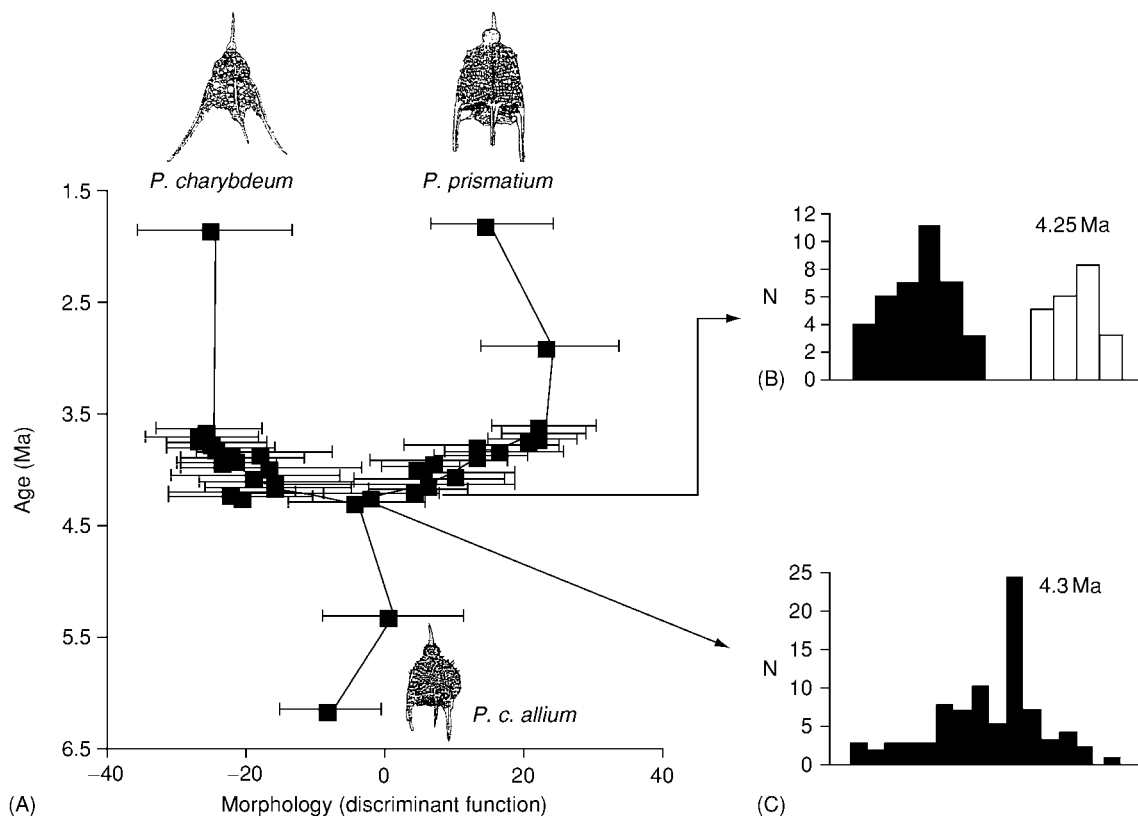 P. charybdeum
P. prismatium
1.5
2.5
3.5
4.5
5.5
6.5
Age (Ma)
P. c. allium
−40
−20
0
20
40
Morphology (discriminant function)
(A)
12
12
8
5
4
2
0
N
4.25 Ma
(B)
25
20
15
10
5
0
N
4.3 Ma
(C)